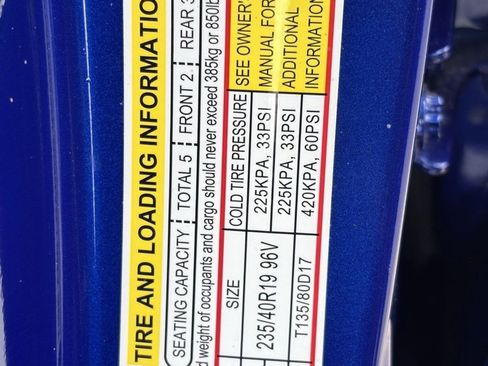 TIRE AND LOADING INFORMATIO
SEATING CAPACITY TOTAL 5 FRONT 2 REAR 3
d weight of occupants and cargo should never exceed 385kg or 850lb
SIZE COLD TIRE PRESSURE SEE OWNER'S
235/40R19 96V 225KPA, 33PSI MANUAL FOR
225KPA, 33PSI ADDITIONAL
T135/80D17 420KPA, 60PSI INFORMATION